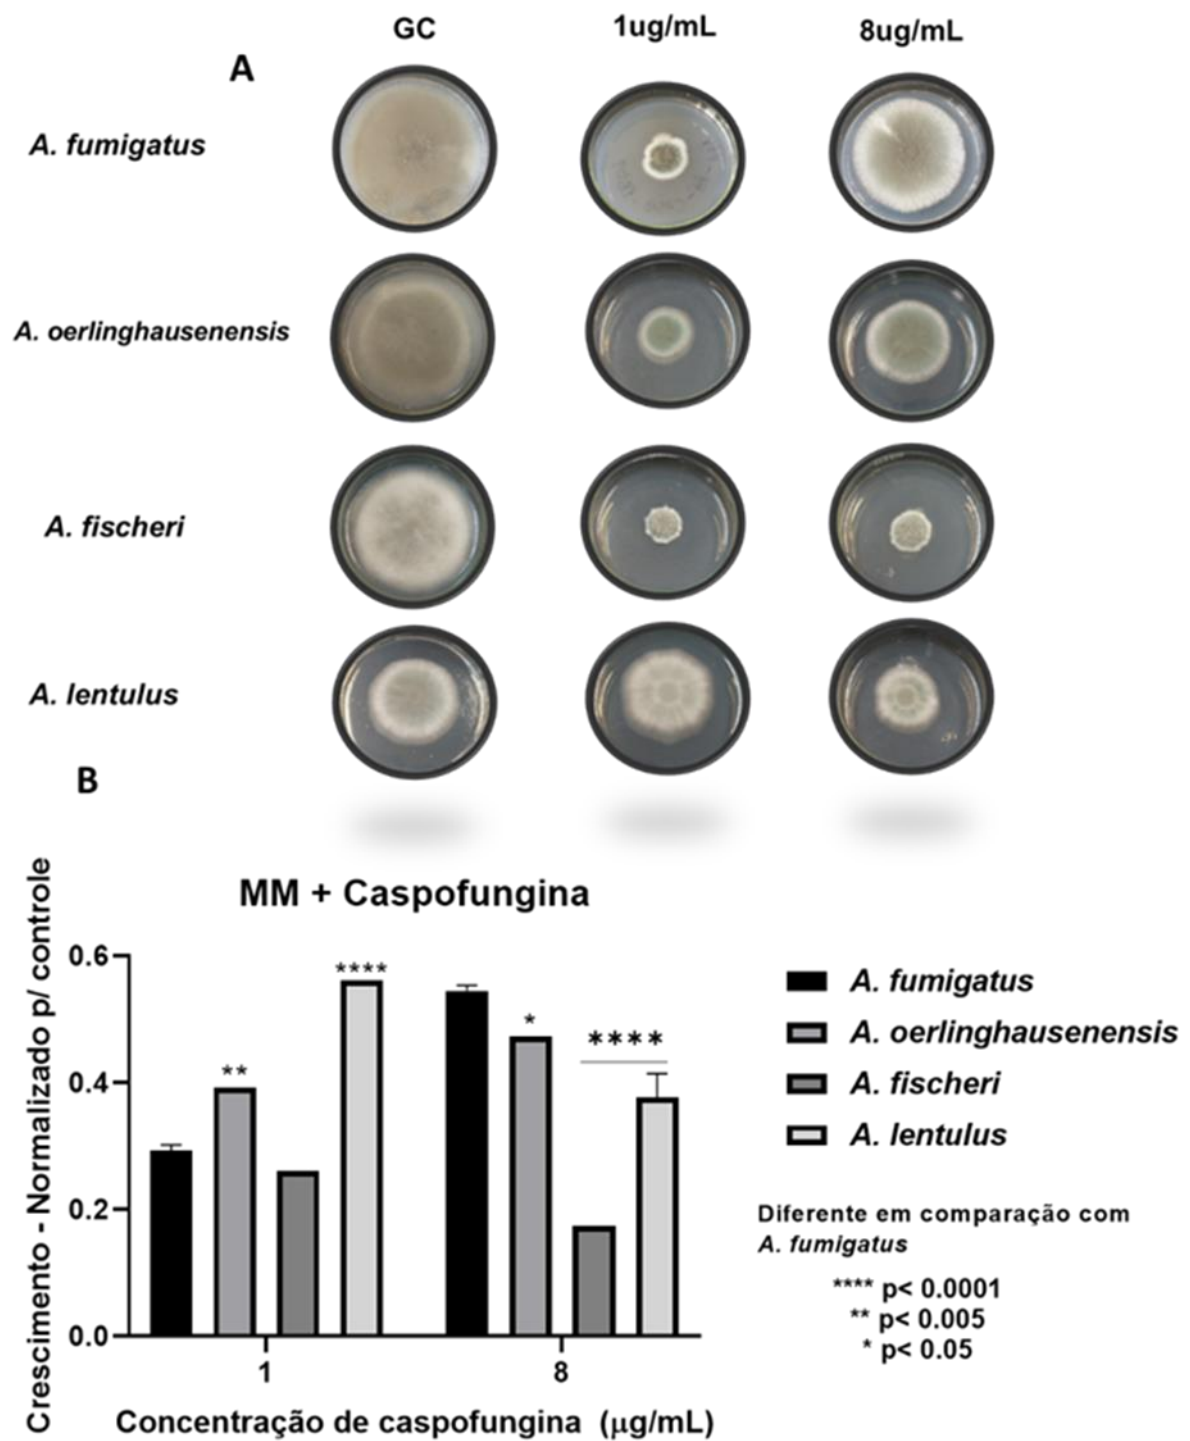 GC 1ug/mL 8ug/mL
A
A. fumigatus
A. oerlinghausenensis
A. fischeri
A. lentulus
B
MM + Caspofungina
Crescimento - Normalizado p/ controle
0.6
0.4
0.2
0.0
**
****
*
****
1 8
Concentração de caspofungina (μg/mL)
A. fumigatus
A. oerlinghausenensis
A. fischeri
A. lentulus
Diferente em comparação com
A. fumigatus
**** p< 0.0001
** p< 0.005
* p< 0.05